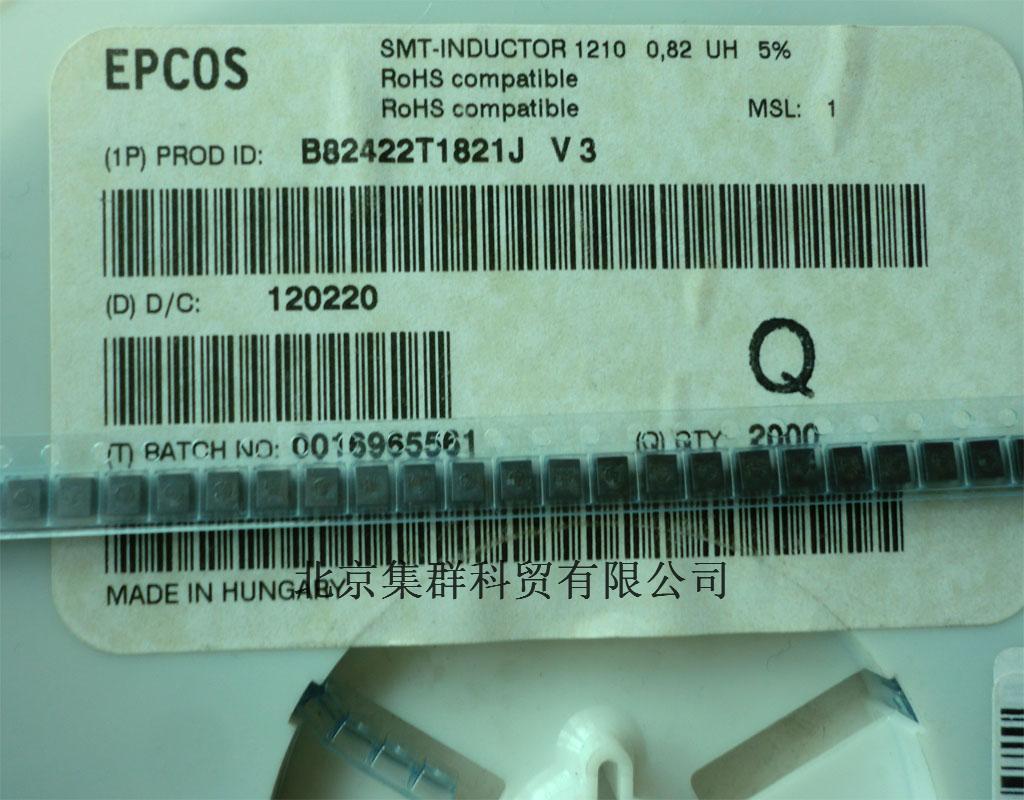 EPCOS
SMT-INDUCTOR 1210 0,82 UH 5%
RoHS compatible
RoHS compatible
MSL: 1
(1P) PROD ID: B82422T1821J V 3
(D) D/C: 120220
Q
(T) BATCH NO: 0016965561
(Q) QTY: 2000
北京集群科贸有限公司
MADE IN HUNGARY